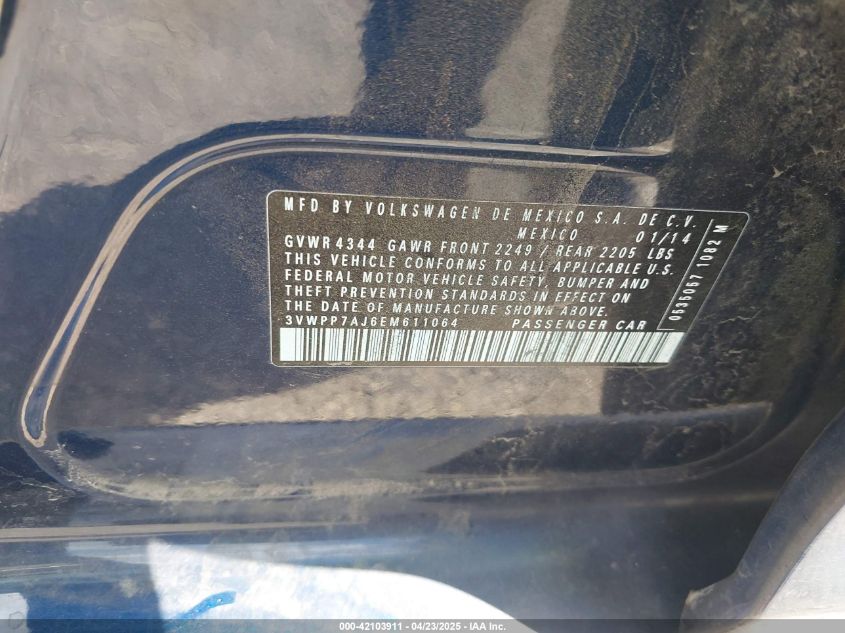 MFD BY VOLKSWAGEN DE MEXICO S.A. DE C.V.
MEXICO 01/14
GVWR 4344 GAWR FRONT 2249 / REAR 2205 LBS
THIS VEHICLE CONFORMS TO ALL APPLICABLE U.S.
FEDERAL MOTOR VEHICLE SAFETY, BUMPER AND
THEFT PREVENTION STANDARDS IN EFFECT ON
THE DATE OF MANUFACTURE SHOWN ABOVE.
3VWPP7AJ6EM611064 PASSENGER CAR
0535057 1082 M
000-42103911 - 04/23/2025 - IAA Inc.